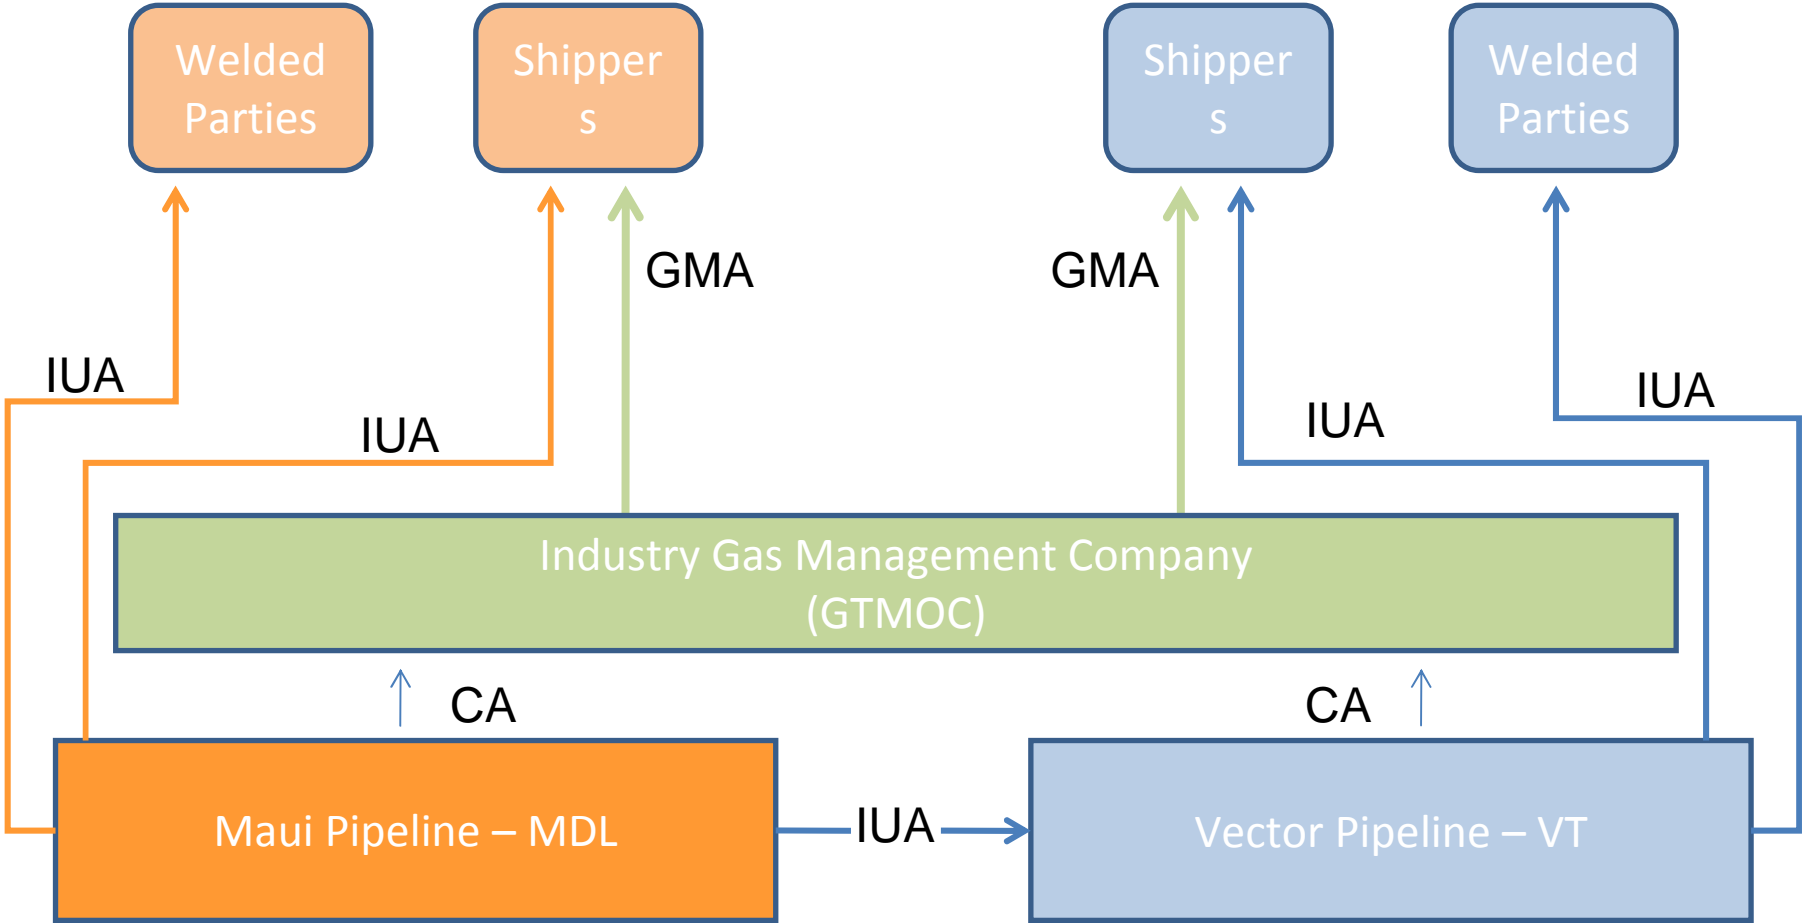 Welded
Parties
Shipper
s
Shipper
s
Welded
Parties
GMA
GMA
IUA
IUA
IUA
IUA
Industry Gas Management Company
(GTMOC)
CA
CA
Maui Pipeline – MDL
IUA
Vector Pipeline – VT